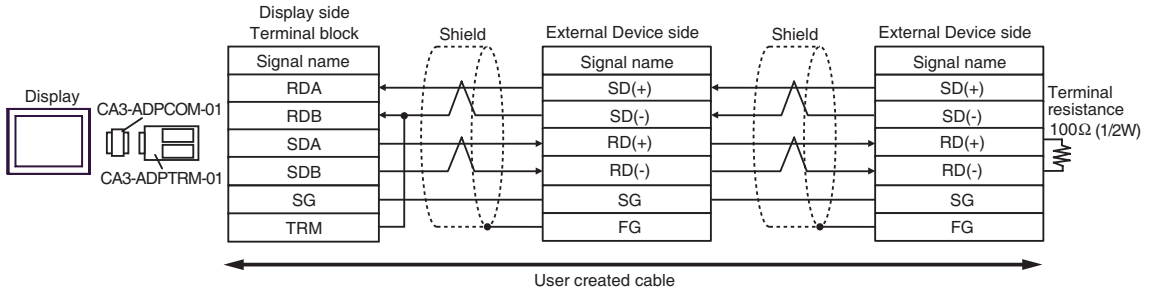 Display side
Terminal block
Shield
External Device side
Shield
External Device side
Signal name
Signal name
Signal name
RDA
SD(+)
SD(+)
Display
CA3-ADPCOM-01
RDB
SD(-)
SD(-)
Terminal
resistance
100Ω (1/2W)
SDA
RD(+)
RD(+)
CA3-ADPTRM-01
SDB
RD(-)
RD(-)
SG
SG
SG
TRM
FG
FG
User created cable